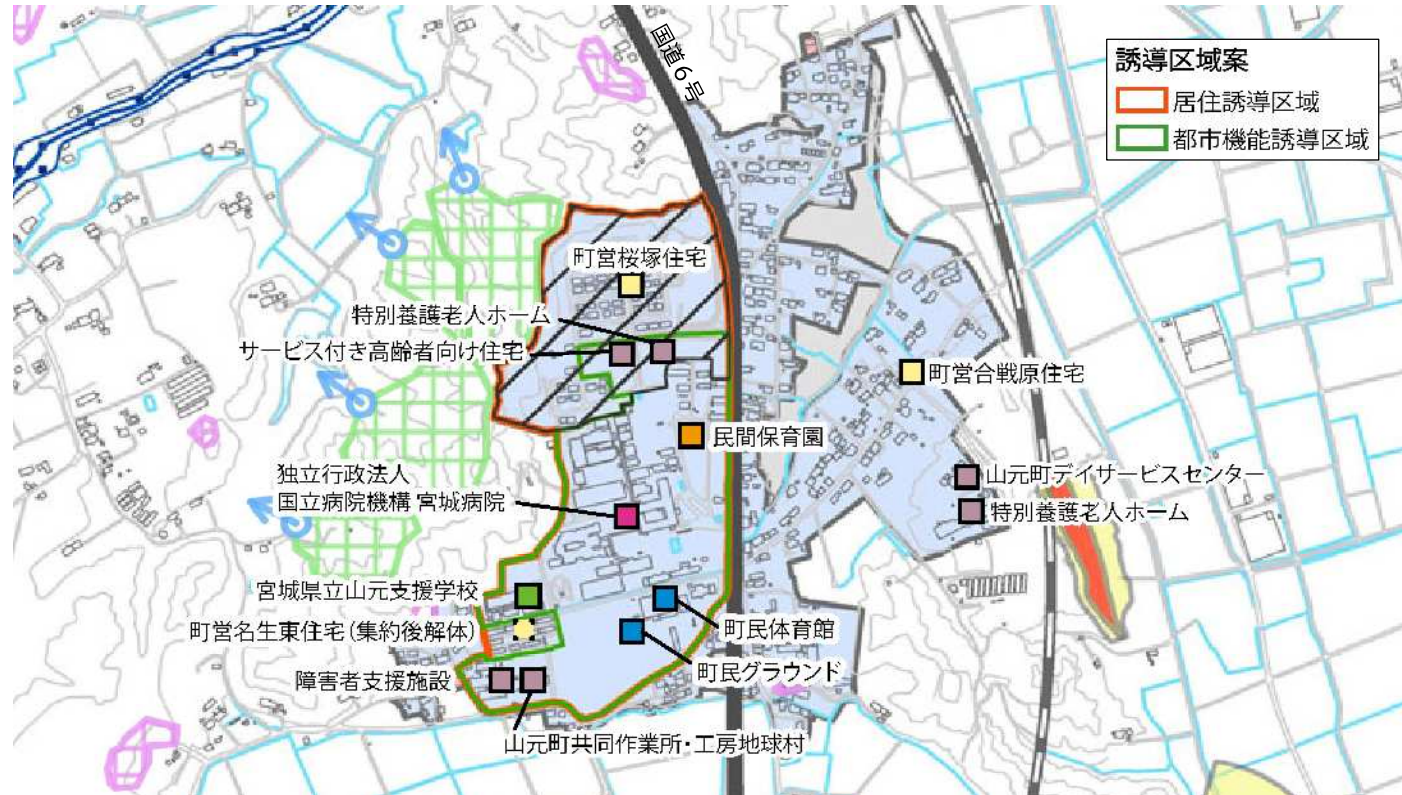 国道6号
誘導区域案
居住誘導区域
都市機能誘導区域
町営桜塚住宅
特別養護老人ホーム
サービス付き高齢者向け住宅
町営合戦原住宅
民間保育園
山元町デイサービスセンター
特別養護老人ホーム
独立行政法人
国立病院機構 宮城病院
宮城県立山元支援学校
町営名生東住宅(集約後解体)
町民体育館
町民グラウンド
障害者支援施設
山元町共同作業所・工房地球村